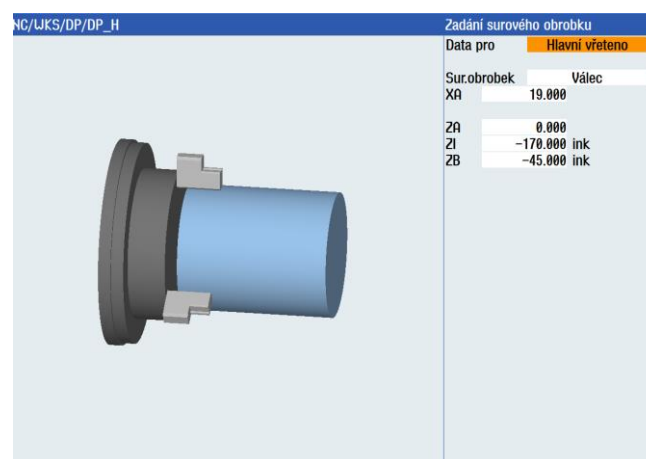 NC/WKS/DP/DP_H
Zadání surového obrobku
Data pro Hlavní vřeteno
Sur.obrobek Válec
XA 19.000
ZA 0.000
ZI -170.000 ink
ZB -45.000 ink